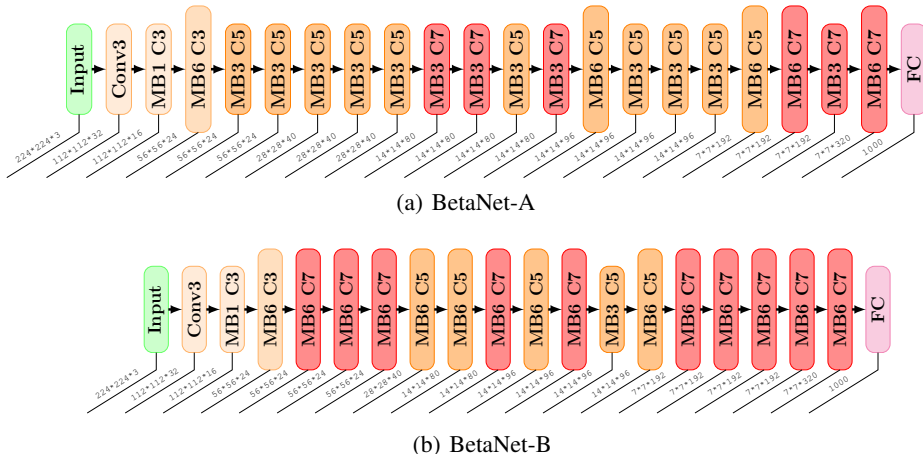 Input
Conv3
MB1 C3
MB6 C3
MB3 C5
MB3 C5
MB3 C5
MB3 C5
MB3 C5
MB3 C7
MB3 C7
MB3 C5
MB3 C7
MB6 C5
MB3 C5
MB3 C5
MB3 C5
MB6 C5
MB6 C7
MB3 C7
MB6 C7
FC
224*224*3
112*112*32
112*112*16
56*56*24
56*56*24
56*56*24
28*28*40
28*28*40
28*28*40
14*14*80
14*14*80
14*14*80
14*14*80
14*14*96
14*14*96
14*14*96
14*14*96
7*7*192
7*7*192
7*7*192
7*7*320
1000
(a) BetaNet-A
Input
Conv3
MB1 C3
MB6 C3
MB6 C7
MB6 C7
MB6 C7
MB6 C5
MB6 C5
MB6 C7
MB6 C5
MB6 C7
MB3 C5
MB6 C5
MB6 C7
MB6 C7
MB6 C7
MB6 C7
MB6 C7
FC
224*224*3
112*112*32
112*112*16
56*56*24
56*56*24
56*56*24
56*56*24
28*28*40
14*14*80
14*14*80
14*14*96
14*14*96
14*14*96
14*14*96
7*7*192
7*7*192
7*7*192
7*7*192
7*7*320
1000
(b) BetaNet-B